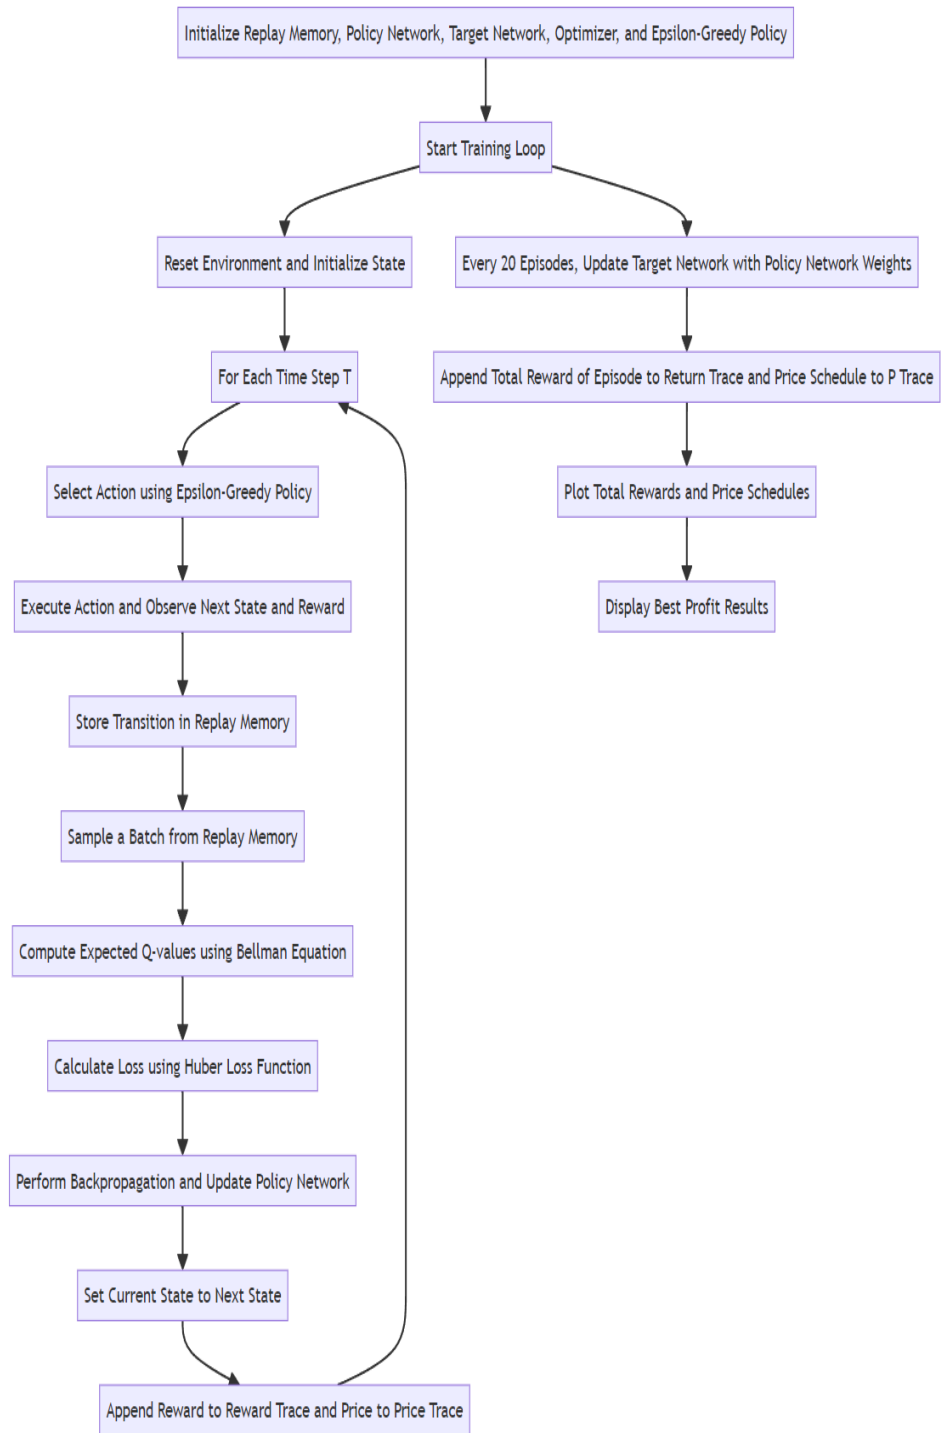 Initialize Replay Memory, Policy Network, Target Network, Optimizer, and Epsilon-Greedy Policy
Start Training Loop
Reset Environment and Initialize State
Every 20 Episodes, Update Target Network with Policy Network Weights
For Each Time Step T
Append Total Reward of Episode to Return Trace and Price Schedule to P Trace
Select Action using Epsilon-Greedy Policy
Plot Total Rewards and Price Schedules
Execute Action and Observe Next State and Reward
Display Best Profit Results
Store Transition in Replay Memory
Sample a Batch from Replay Memory
Compute Expected Q-values using Bellman Equation
Calculate Loss using Huber Loss Function
Perform Backpropagation and Update Policy Network
Set Current State to Next State
Append Reward to Reward Trace and Price to Price Trace